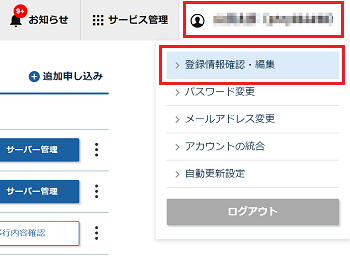 9+
お知らせ
サービス管理
追加申し込み
登録情報確認・編集
パスワード変更
メールアドレス変更
アカウントの統合
自動更新設定
ログアウト
サーバー管理
サーバー管理
移行内容確認